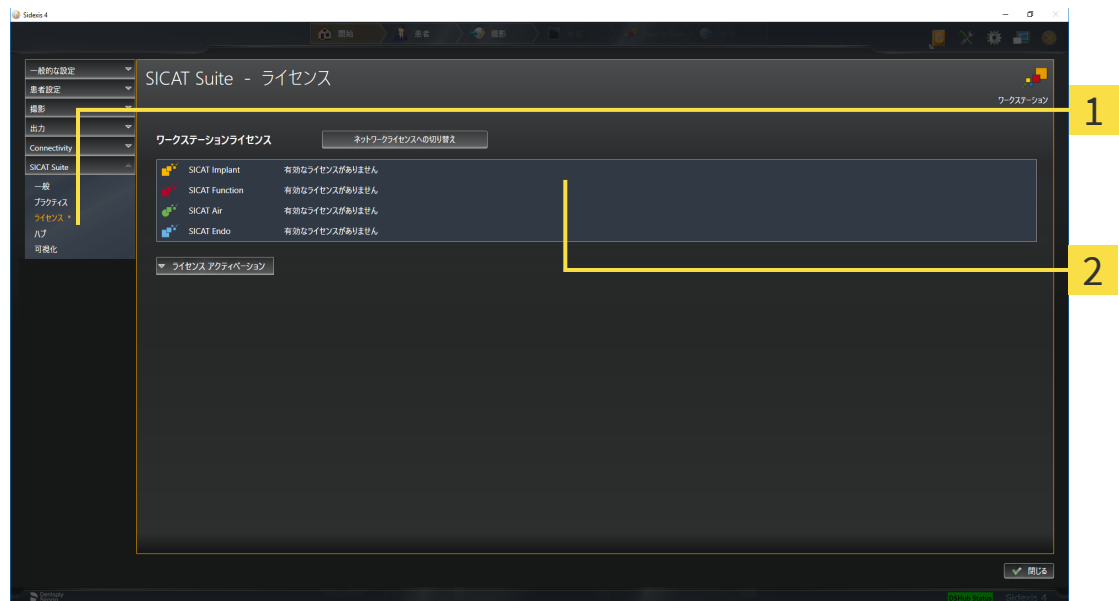 Sidexis 4
開始 患者 撮影
一般的な設定
患者設定
撮影
出力
Connectivity
SICAT Suite
一般
プラクティス
ライセンス
ハブ
可視化
SICAT Suite - ライセンス
ワークステーション
ワークステーションライセンス ネットワークライセンスへの切り替え
SICAT Implant 有効なライセンスがありません
SICAT Function 有効なライセンスがありません
SICAT Air 有効なライセンスがありません
SICAT Endo 有効なライセンスがありません
ライセンス アクティベーション
1
2
閉じる
Dentsply
Sirona
DSHub Status Sidexis 4